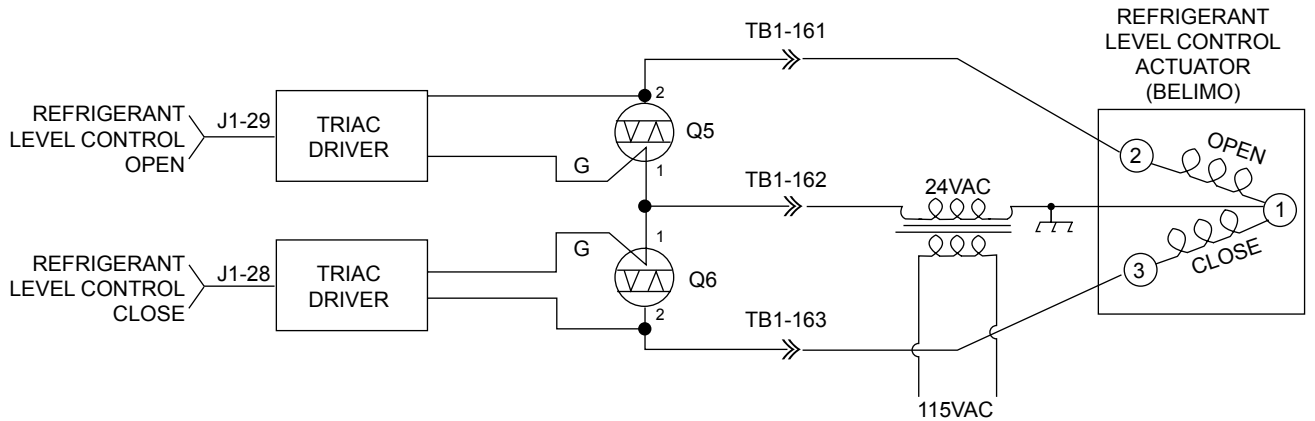 REFRIGERANT
LEVEL CONTROL
ACTUATOR
(BELIMO)
TB1-161
REFRIGERANT
LEVEL CONTROL
OPEN
J1-29
TRIAC
DRIVER
2
Q5
G
1
2
OPEN
TB1-162
24VAC
1
REFRIGERANT
LEVEL CONTROL
CLOSE
J1-28
TRIAC
DRIVER
1
G
Q6
2
3
CLOSE
TB1-163
115VAC